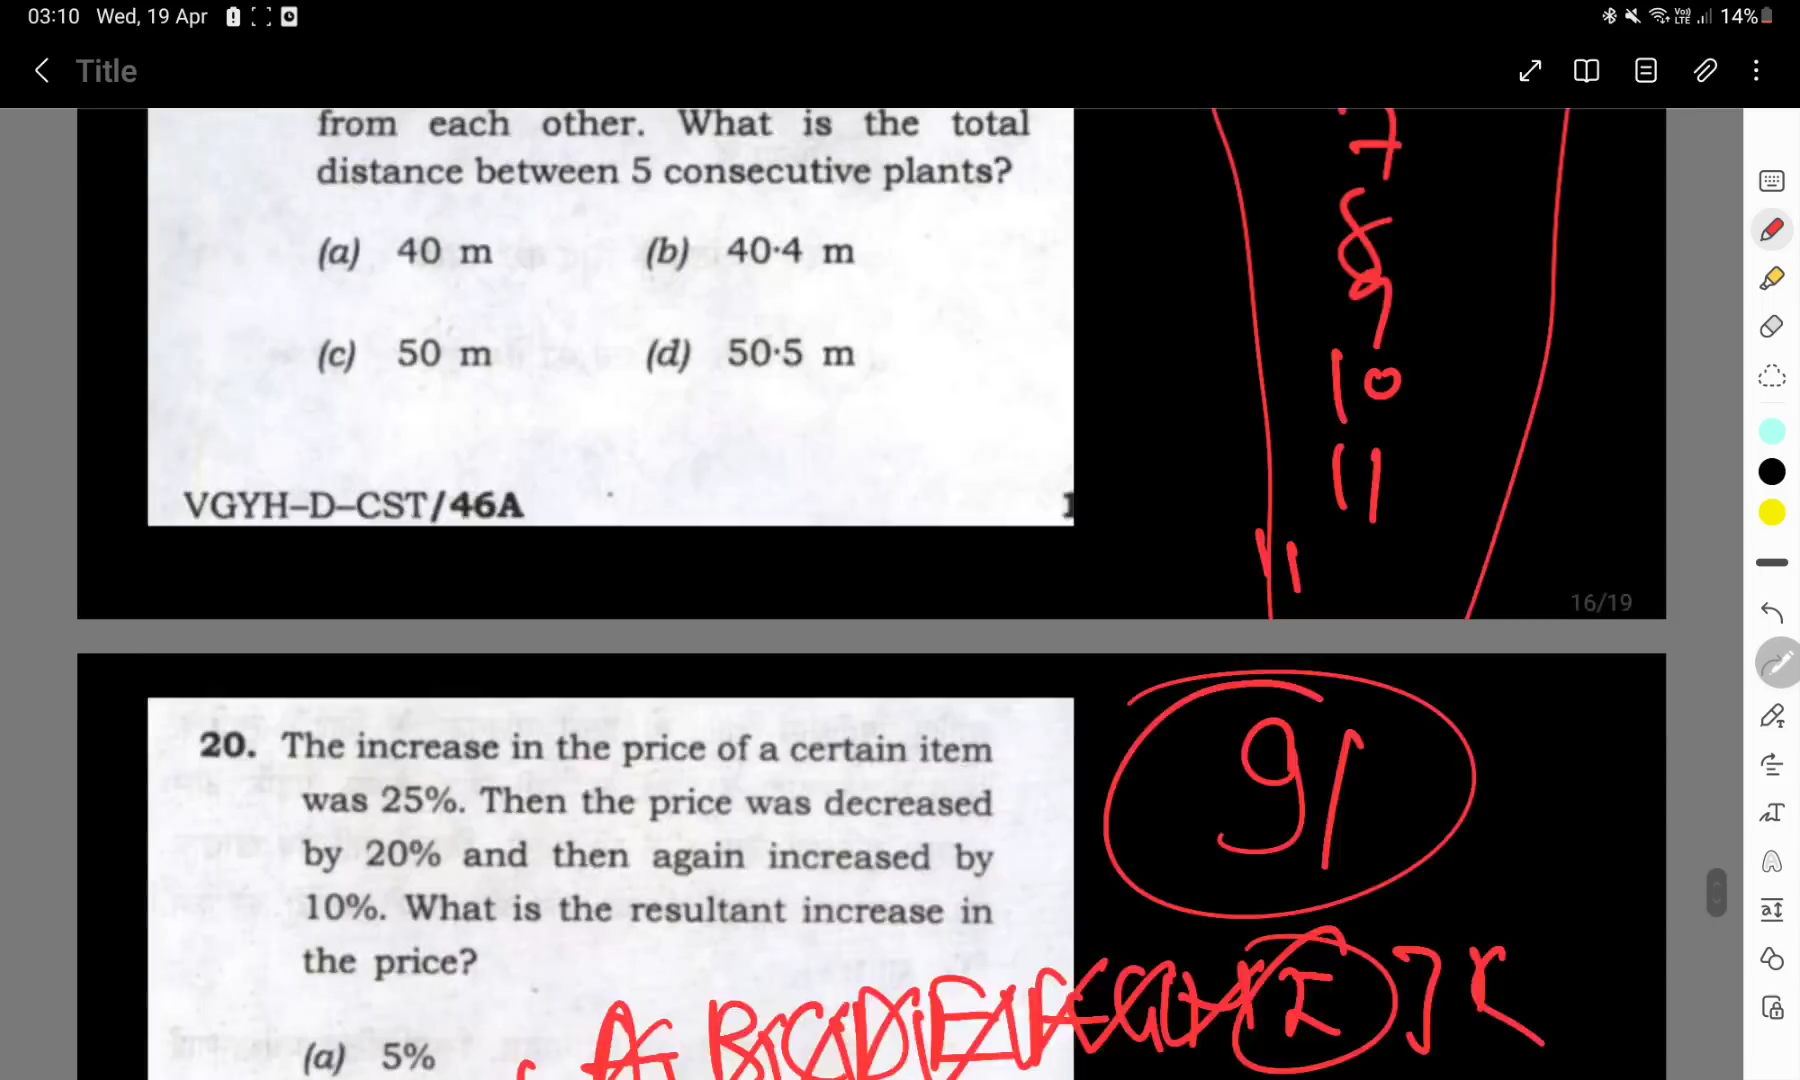 03:10 Wed, 19 Apr
14%
Title
from each other. What is the total
distance between 5 consecutive plants?
(a) 40 m (b) 40·4 m
(c) 50 m (d) 50·5 m
VGYH–D–CST/46A
7
8
9
10
11
11
16/19
20. The increase in the price of a certain item
was 25%. Then the price was decreased
by 20% and then again increased by
10%. What is the resultant increase in
the price?
(a) 5%
91
A B C D E F G H I J K